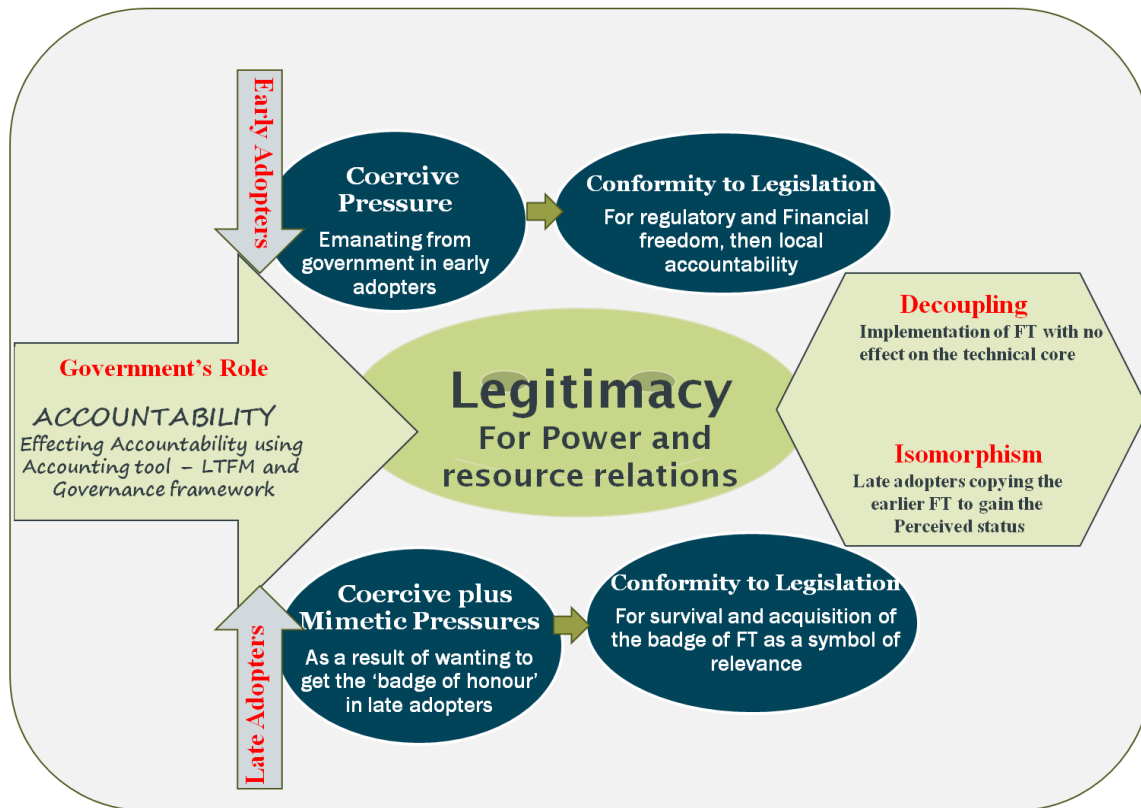 Early Adopters
Coercive
Pressure
Emanating from
government in early
adopters
Conformity to Legislation
For regulatory and Financial
freedom, then local
accountability
Government’s Role
ACCOUNTABILITY
Effecting Accountability using
Accounting tool – LTFM and
Governance framework
Legitimacy
For Power and
resource relations
Decoupling
Implementation of FT with no
effect on the technical core
Isomorphism
Late adopters copying the
earlier FT to gain the
Perceived status
Late Adopters
Coercive plus
Mimetic Pressures
As a result of wanting to
get the ‘badge of honour’
in late adopters
Conformity to Legislation
For survival and acquisition of
the badge of FT as a symbol of
relevance